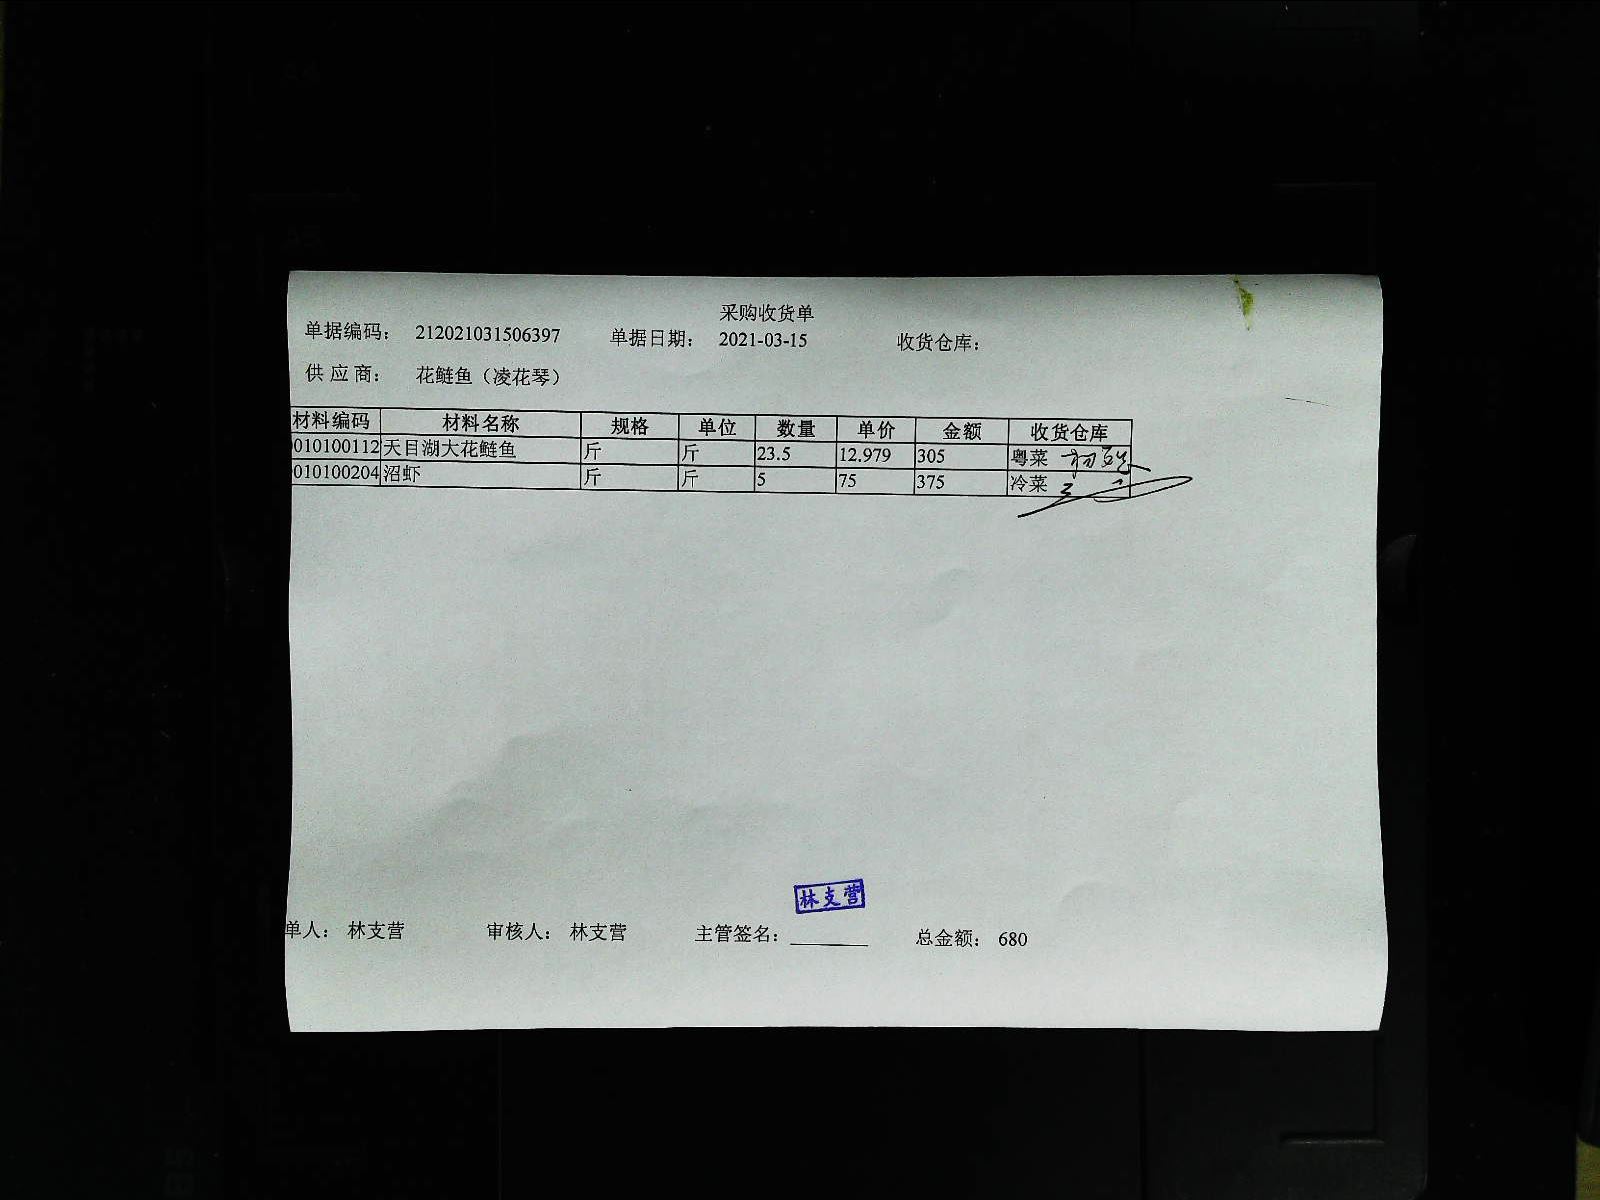 采购收货单
单据编码： 212021031506397 单据日期： 2021-03-15 收货仓库：
供 应 商： 花鲢鱼（凌花琴）
材料编码 材料名称 规格 单位 数量 单价 金额 收货仓库
010100112 天目湖大花鲢鱼 斤 斤 23.5 12.979 305 粤菜
010100204 沼虾 斤 斤 5 75 375 冷菜
林支营
单人： 林支营 审核人： 林支营 主管签名： 总金额： 680